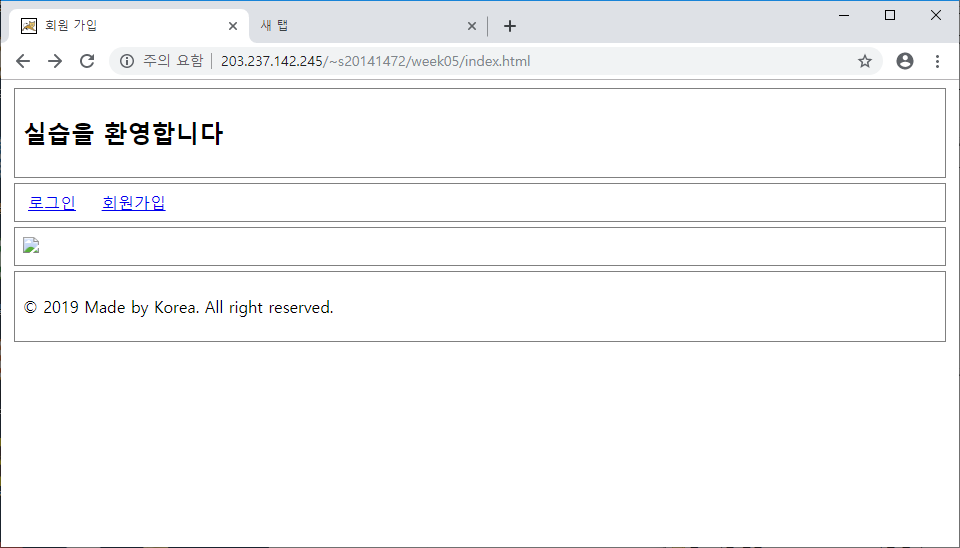 회원 가입
새 탭
주의 요함 | 203.237.142.245/~s20141472/week05/index.html
실습을 환영합니다
로그인 회원가입
© 2019 Made by Korea. All right reserved.